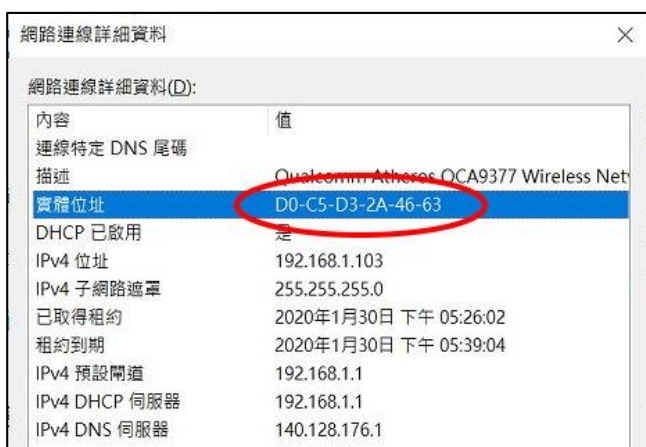 網路連線詳細資料
網路連線詳細資料(D):
內容 值
連線特定 DNS 尾碼
描述 Qualcomm Atheros QCA9377 Wireless Net
實體位址 D0-C5-D3-2A-46-63
DHCP 已啟用 是
IPv4 位址 192.168.1.103
IPv4 子網路遮罩 255.255.255.0
已取得租約 2020年1月30日 下午 05:26:02
租約到期 2020年1月30日 下午 05:39:04
IPv4 預設閘道 192.168.1.1
IPv4 DHCP 伺服器 192.168.1.1
IPv4 DNS 伺服器 140.128.176.1